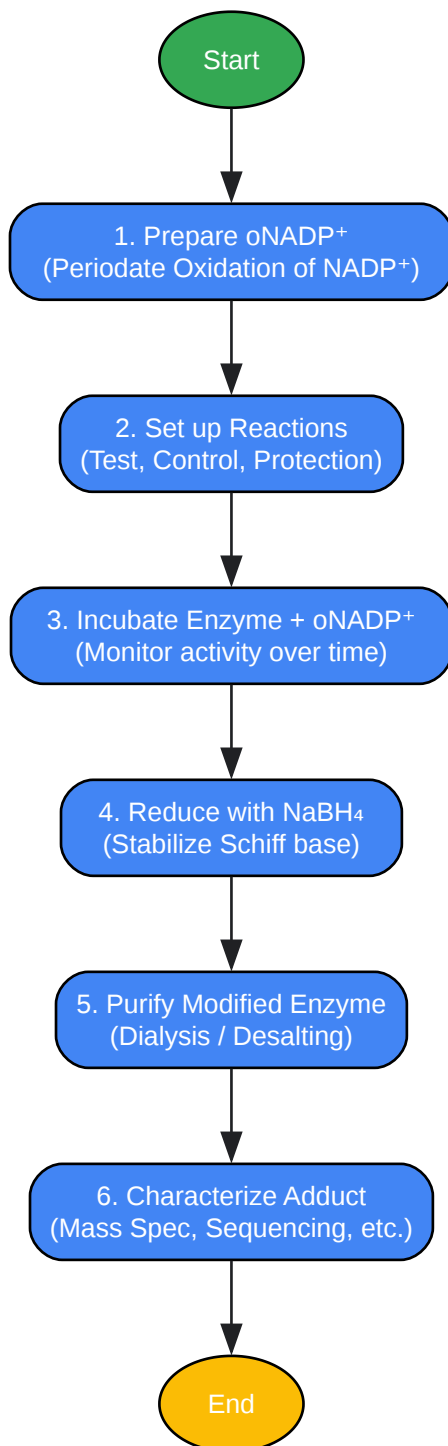 Start
1. Prepare oNADP⁺
(Periodate Oxidation of NADP⁺)
2. Set up Reactions
(Test, Control, Protection)
3. Incubate Enzyme + oNADP⁺
(Monitor activity over time)
4. Reduce with NaBH₄
(Stabilize Schiff base)
5. Purify Modified Enzyme
(Dialysis / Desalting)
6. Characterize Adduct
(Mass Spec, Sequencing, etc.)
End